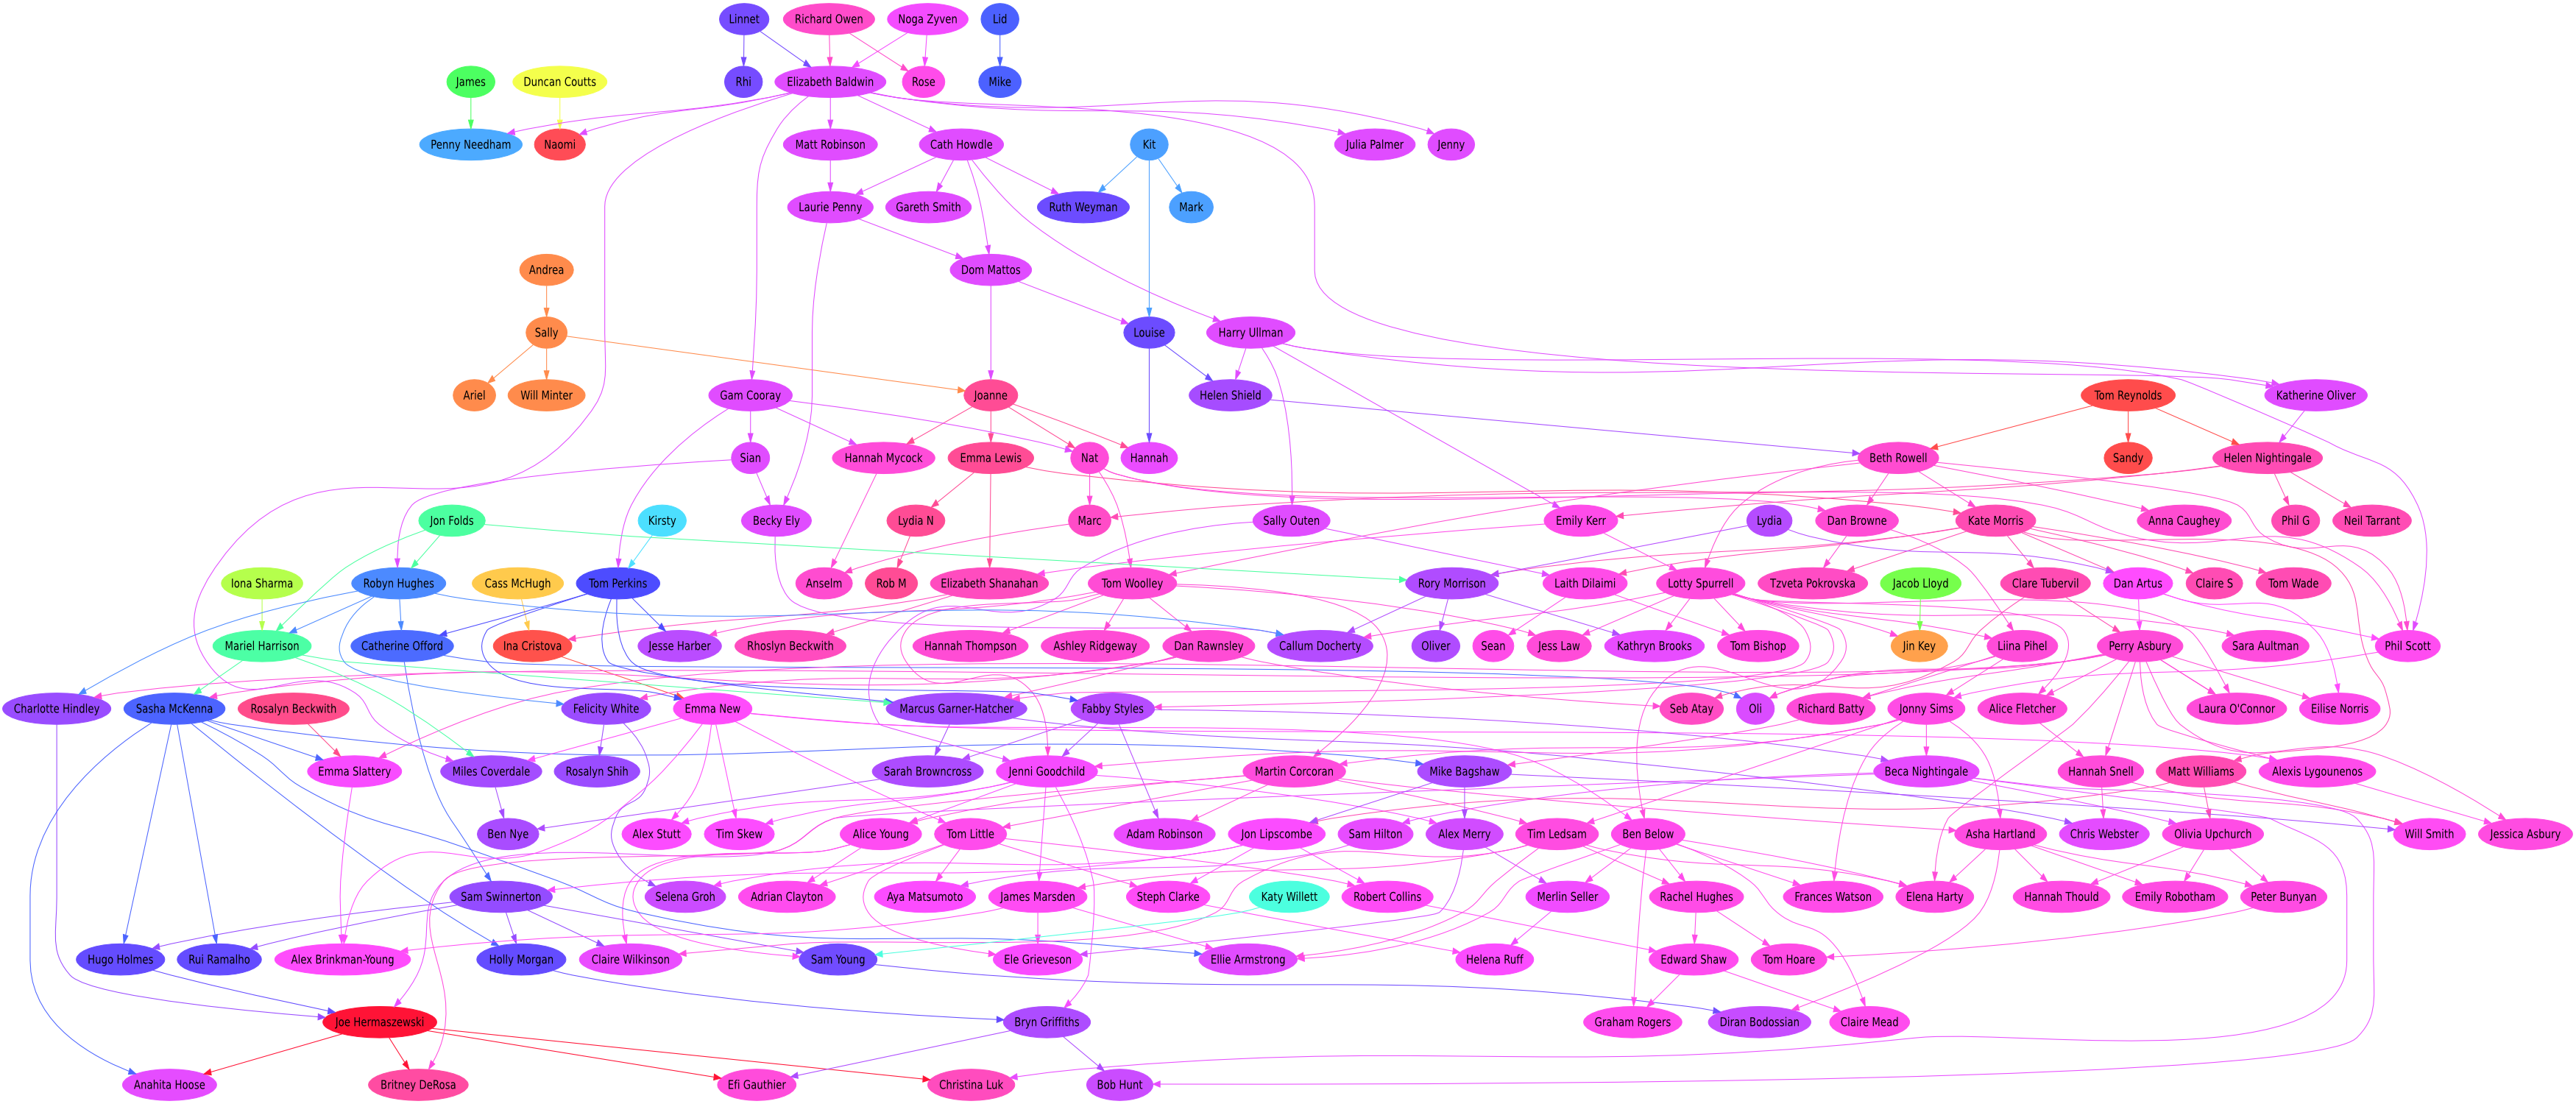 Linnet
Richard Owen
Noga Zyven
Lid
James
Duncan Coutts
Rhi
Elizabeth Baldwin
Rose
Mike
Penny Needham
Naomi
Matt Robinson
Cath Howdle
Kit
Julia Palmer
Jenny
Laurie Penny
Gareth Smith
Ruth Weyman
Mark
Andrea
Dom Mattos
Sally
Louise
Harry Ullman
Ariel
Will Minter
Gam Cooray
Joanne
Helen Shield
Tom Reynolds
Katherine Oliver
Sian
Hannah Mycock
Emma Lewis
Nat
Hannah
Beth Rowell
Sandy
Helen Nightingale
Jon Folds
Kirsty
Becky Ely
Lydia N
Marc
Sally Outen
Emily Kerr
Lydia
Dan Browne
Kate Morris
Anna Caughey
Phil G
Neil Tarrant
Iona Sharma
Robyn Hughes
Cass McHugh
Tom Perkins
Anselm
Rob M
Elizabeth Shanahan
Tom Woolley
Rory Morrison
Laith Dilaimi
Lotty Spurrell
Tzveta Pokrovska
Jacob Lloyd
Clare Tubervil
Dan Artus
Claire S
Tom Wade
Mariel Harrison
Catherine Offord
Ina Cristova
Jesse Harber
Rhoslyn Beckwith
Hannah Thompson
Ashley Ridgeway
Dan Rawnsley
Callum Docherty
Oliver
Sean
Jess Law
Kathryn Brooks
Tom Bishop
Jin Key
Liina Pihel
Perry Asbury
Sara Aultman
Phil Scott
Charlotte Hindley
Sasha McKenna
Rosalyn Beckwith
Felicity White
Emma New
Marcus Garner-Hatcher
Fabby Styles
Seb Atay
Oli
Richard Batty
Jonny Sims
Alice Fletcher
Laura O'Connor
Eilise Norris
Emma Slattery
Miles Coverdale
Rosalyn Shih
Sarah Browncross
Jenni Goodchild
Martin Corcoran
Mike Bagshaw
Beca Nightingale
Hannah Snell
Matt Williams
Alexis Lygounenos
Ben Nye
Alex Stutt
Tim Skew
Alice Young
Tom Little
Adam Robinson
Jon Lipscombe
Sam Hilton
Alex Merry
Tim Ledsam
Ben Below
Asha Hartland
Chris Webster
Olivia Upchurch
Will Smith
Jessica Asbury
Sam Swinnerton
Selena Groh
Adrian Clayton
Aya Matsumoto
James Marsden
Steph Clarke
Katy Willett
Robert Collins
Merlin Seller
Rachel Hughes
Frances Watson
Elena Harty
Hannah Thould
Emily Robotham
Peter Bunyan
Hugo Holmes
Rui Ramalho
Alex Brinkman-Young
Holly Morgan
Claire Wilkinson
Sam Young
Ele Grieveson
Ellie Armstrong
Helena Ruff
Edward Shaw
Tom Hoare
Joe Hermaszewski
Bryn Griffiths
Graham Rogers
Diran Bodossian
Claire Mead
Anahita Hoose
Britney DeRosa
Efi Gauthier
Christina Luk
Bob Hunt